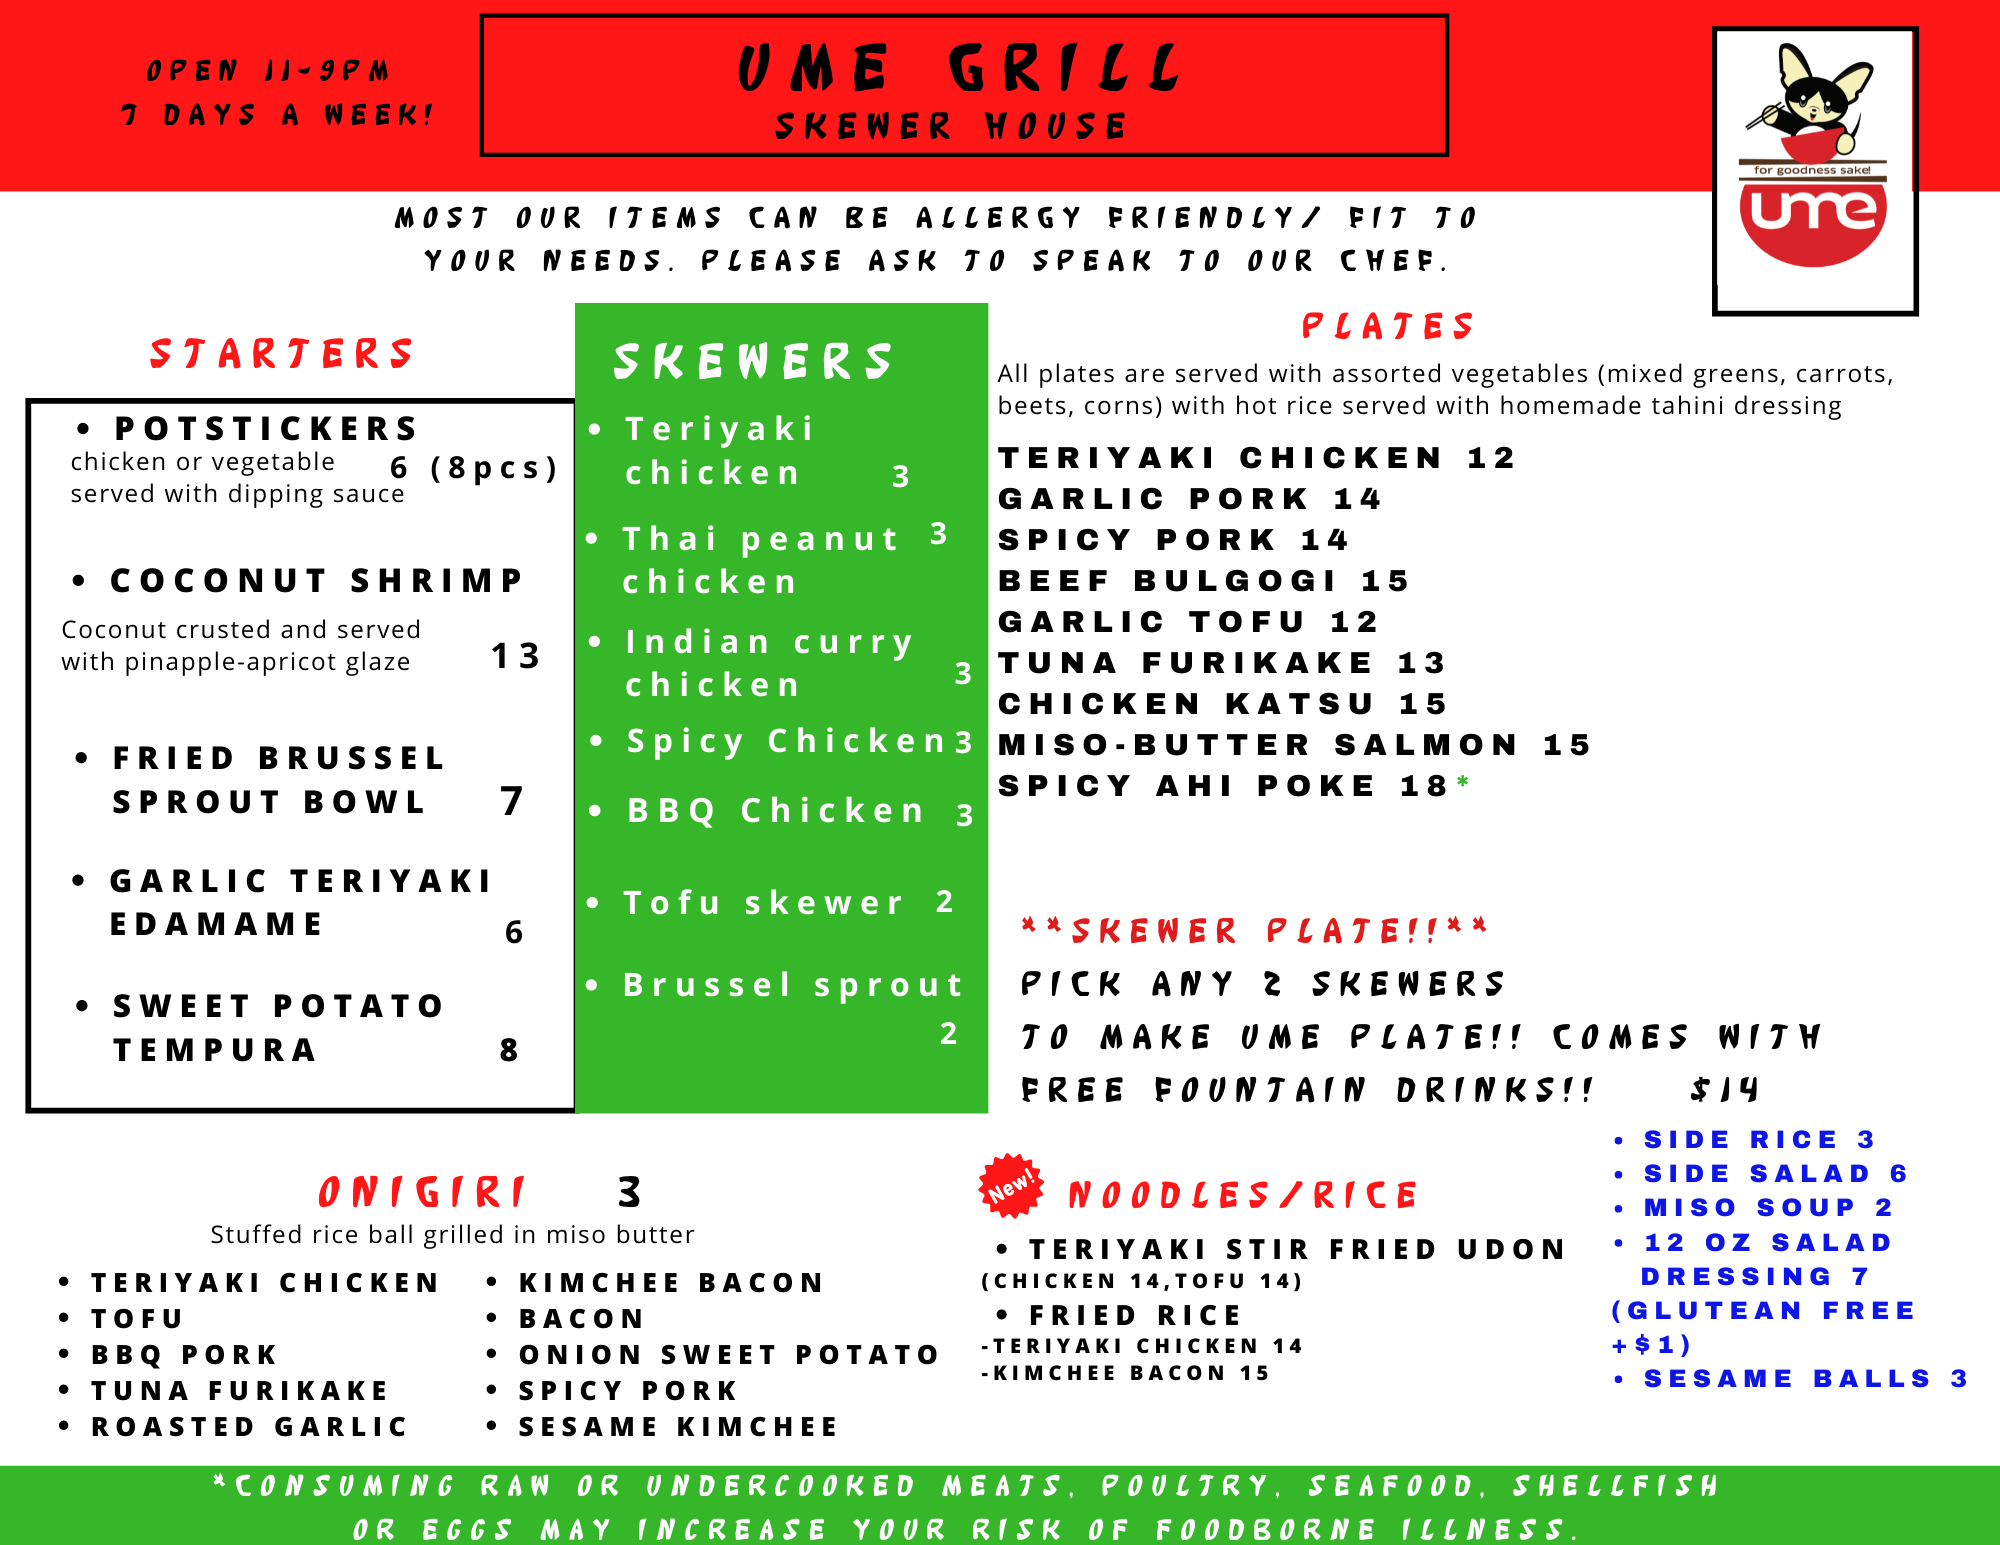 OPEN 11-9PM
7 DAYS A WEEK!
UME GRILL
SKEWER HOUSE
for goodness sake!
ume
MOST OUR ITEMS CAN BE ALLERGY FRIENDLY/ FIT TO
YOUR NEEDS. PLEASE ASK TO SPEAK TO OUR CHEF.
STARTERS
• POTSTICKERS
chicken or vegetable
6 (8pcs)
served with dipping sauce
• COCONUT SHRIMP
Coconut crusted and served
with pinapple-apricot glaze 13
• FRIED BRUSSEL
SPROUT BOWL 7
• GARLIC TERIYAKI
EDAMAME 6
• SWEET POTATO
TEMPURA 8
SKEWERS
• Teriyaki
chicken 3
• Thai peanut 3
chicken
• Indian curry
chicken 3
• Spicy Chicken 3
• BBQ Chicken 3
• Tofu skewer 2
• Brussel sprout
2
PLATES
All plates are served with assorted vegetables (mixed greens, carrots,
beets, corns) with hot rice served with homemade tahini dressing
TERIYAKI CHICKEN 12
GARLIC PORK 14
SPICY PORK 14
BEEF BULGOGI 15
GARLIC TOFU 12
TUNA FURIKAKE 13
CHICKEN KATSU 15
MISO-BUTTER SALMON 15
SPICY AHI POKE 18*
**SKEWER PLATE!!**
PICK ANY 2 SKEWERS
TO MAKE UME PLATE!! COMES WITH
FREE FOUNTAIN DRINKS!! $14
ONIGIRI 3
Stuffed rice ball grilled in miso butter
• TERIYAKI CHICKEN
• TOFU
• BBQ PORK
• TUNA FURIKAKE
• ROASTED GARLIC
• KIMCHEE BACON
• BACON
• ONION SWEET POTATO
• SPICY PORK
• SESAME KIMCHEE
New!
NOODLES/RICE
• TERIYAKI STIR FRIED UDON
(CHICKEN 14,TOFU 14)
• FRIED RICE
-TERIYAKI CHICKEN 14
-KIMCHEE BACON 15
• SIDE RICE 3
• SIDE SALAD 6
• MISO SOUP 2
• 12 OZ SALAD
DRESSING 7
(GLUTEAN FREE
+$1)
• SESAME BALLS 3
*CONSUMING RAW OR UNDERCOOKED MEATS, POULTRY, SEAFOOD, SHELLFISH
OR EGGS MAY INCREASE YOUR RISK OF FOODBORNE ILLNESS.